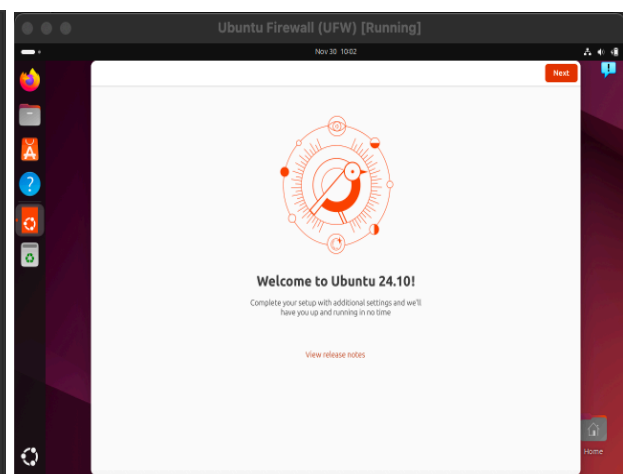 Ubuntu Firewall (UFW) [Running]
Nov 30 10:02
Next
Welcome to Ubuntu 24.10!
Complete your setup with additional settings and we'll
have you up and running in no time
View release notes
Home